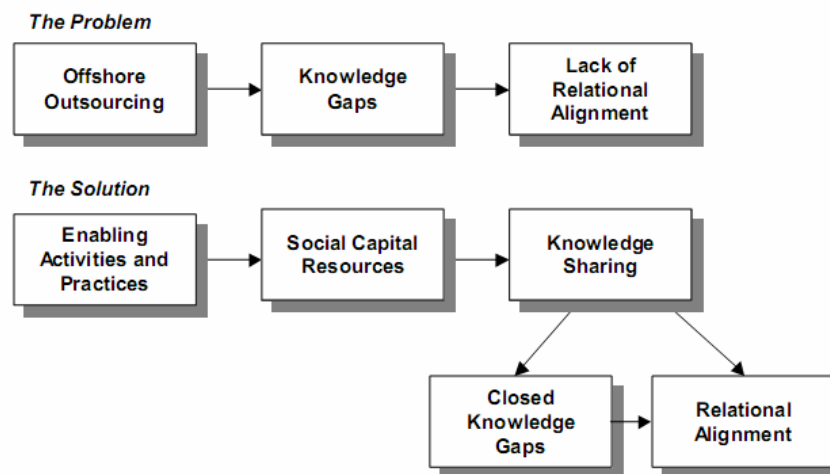 The Problem
Offshore
Outsourcing
Knowledge
Gaps
Lack of
Relational
Alignment
The Solution
Enabling
Activities and
Practices
Social Capital
Resources
Knowledge
Sharing
Closed
Knowledge
Gaps
Relational
Alignment